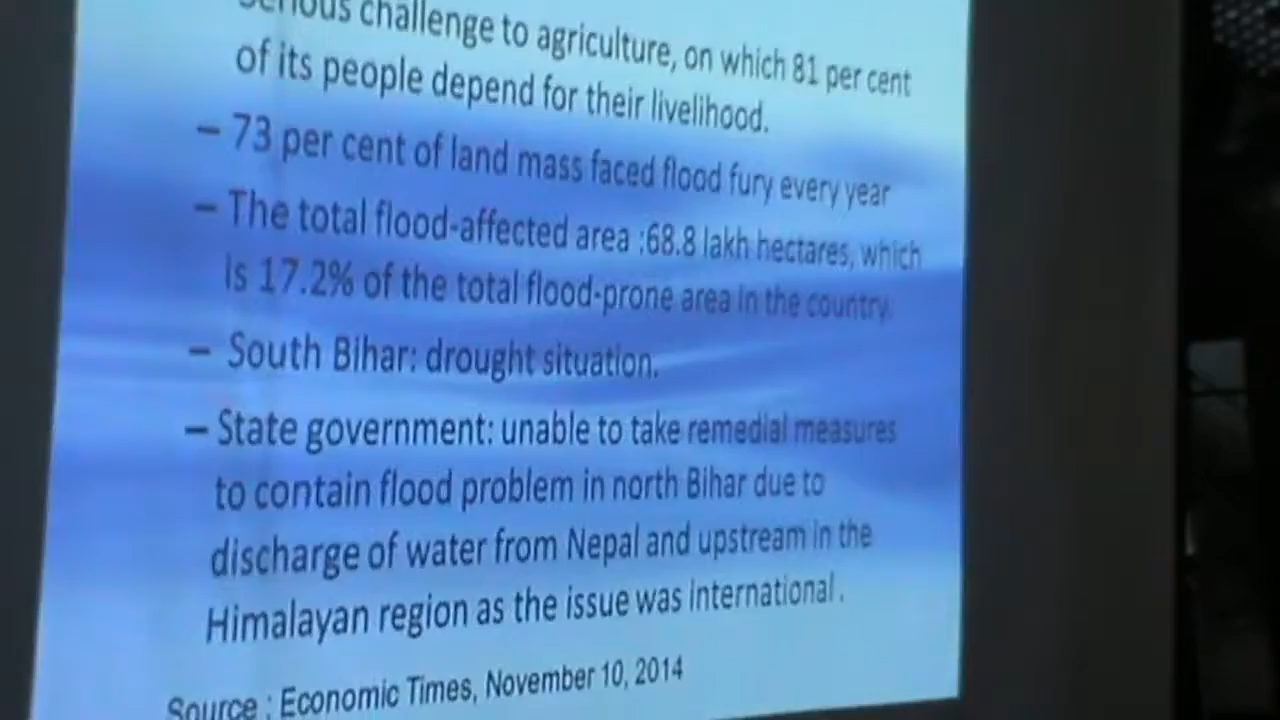 Serious challenge to agriculture, on which 81 per cent
of its people depend for their livelihood.
– 73 per cent of land mass faced flood fury every year
– The total flood-affected area :68.8 lakh hectares, which
is 17.2% of the total flood-prone area in the country.
– South Bihar: drought situation.
– State government: unable to take remedial measures
to contain flood problem in north Bihar due to
discharge of water from Nepal and upstream in the
Himalayan region as the issue was international.
Source : Economic Times, November 10, 2014